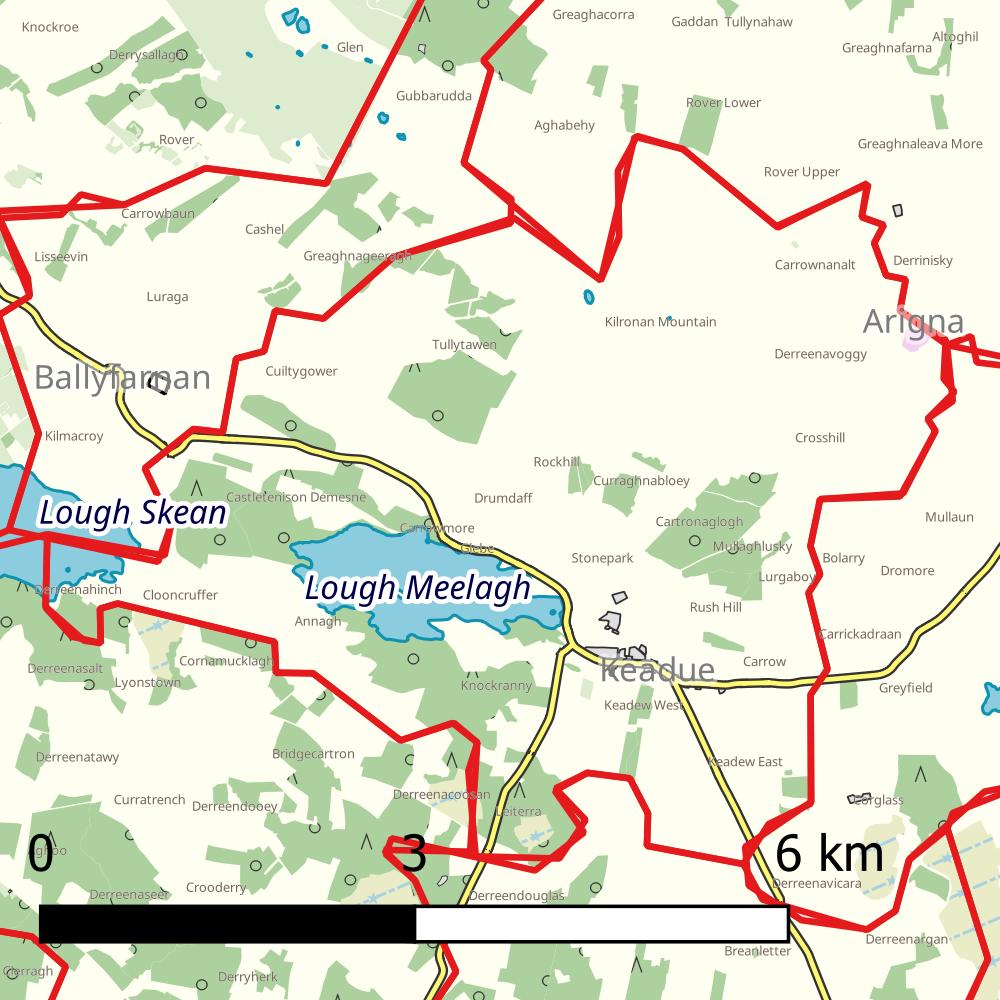 Knockroe
Greaghacorra
Gaddan
Tullynahaw
Altoghil
Glen
Greaghnafarna
Derrysallagh
Gubbarudda
Rover Lower
Aghabehy
Rover
Greaghnaleava More
Rover Upper
Carrowbaun
Cashel
Lisseevin
Greaghnageeragh
Derrinisky
Carrownanalt
Luraga
Kilronan Mountain
Arigna
Tullytawen
Derreenavoggy
Ballyfarnan
Cuiltygower
Kilmacroy
Crosshill
Rockhill
Curraghnabloey
Castletenison Demesne
Drumdaff
Lough Skean
Mullaun
Cartronaglogh
Carrowmore
Glebe
Mullaghlusky
Stonepark
Bolarry
Dromore
Lurgaboy
Derreenahinch
Lough Meelagh
Clooncruffer
Rush Hill
Annagh
Carrickadraan
Cornamucklagh
Carrow
Derreenasalt
Keadue
Lyonstown
Knockranny
Greyfield
Keadew West
Bridgecartron
Derreenatawy
Keadew East
Derreenacoosan
Curratrench
Corglass
Derreendooey
Leiterra
0
3
6 km
Aghoo
Derreenavicara
Crooderry
Derreenaseer
Derreendouglas
Derreenargan
Breanletter
Clerragh
Derryherk